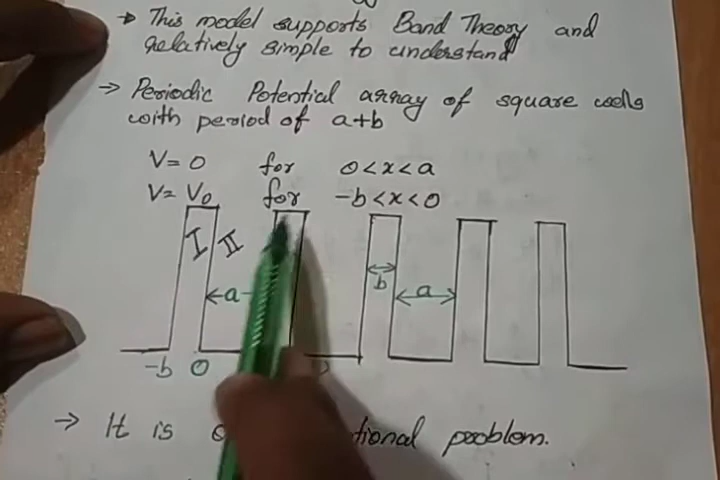 → This model supports Band Theory and
Relatively simple to understand
→ Periodic Potential array of square wells
with period of a+b
V=0 for 0<x<a
V=V₀ for -b<x<0
I II
b
a a
-b 0
→ It is tional problem.